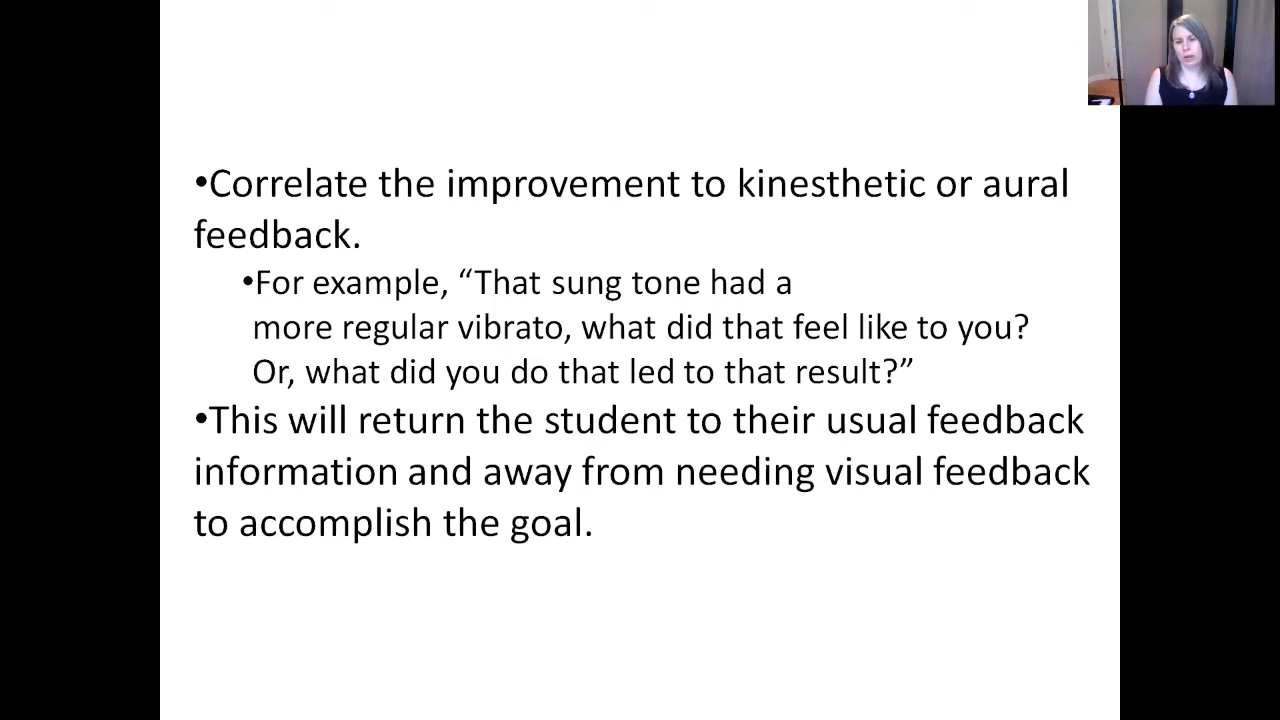 •Correlate the improvement to kinesthetic or aural
feedback.
•For example, “That sung tone had a
more regular vibrato, what did that feel like to you?
Or, what did you do that led to that result?”
•This will return the student to their usual feedback
information and away from needing visual feedback
to accomplish the goal.